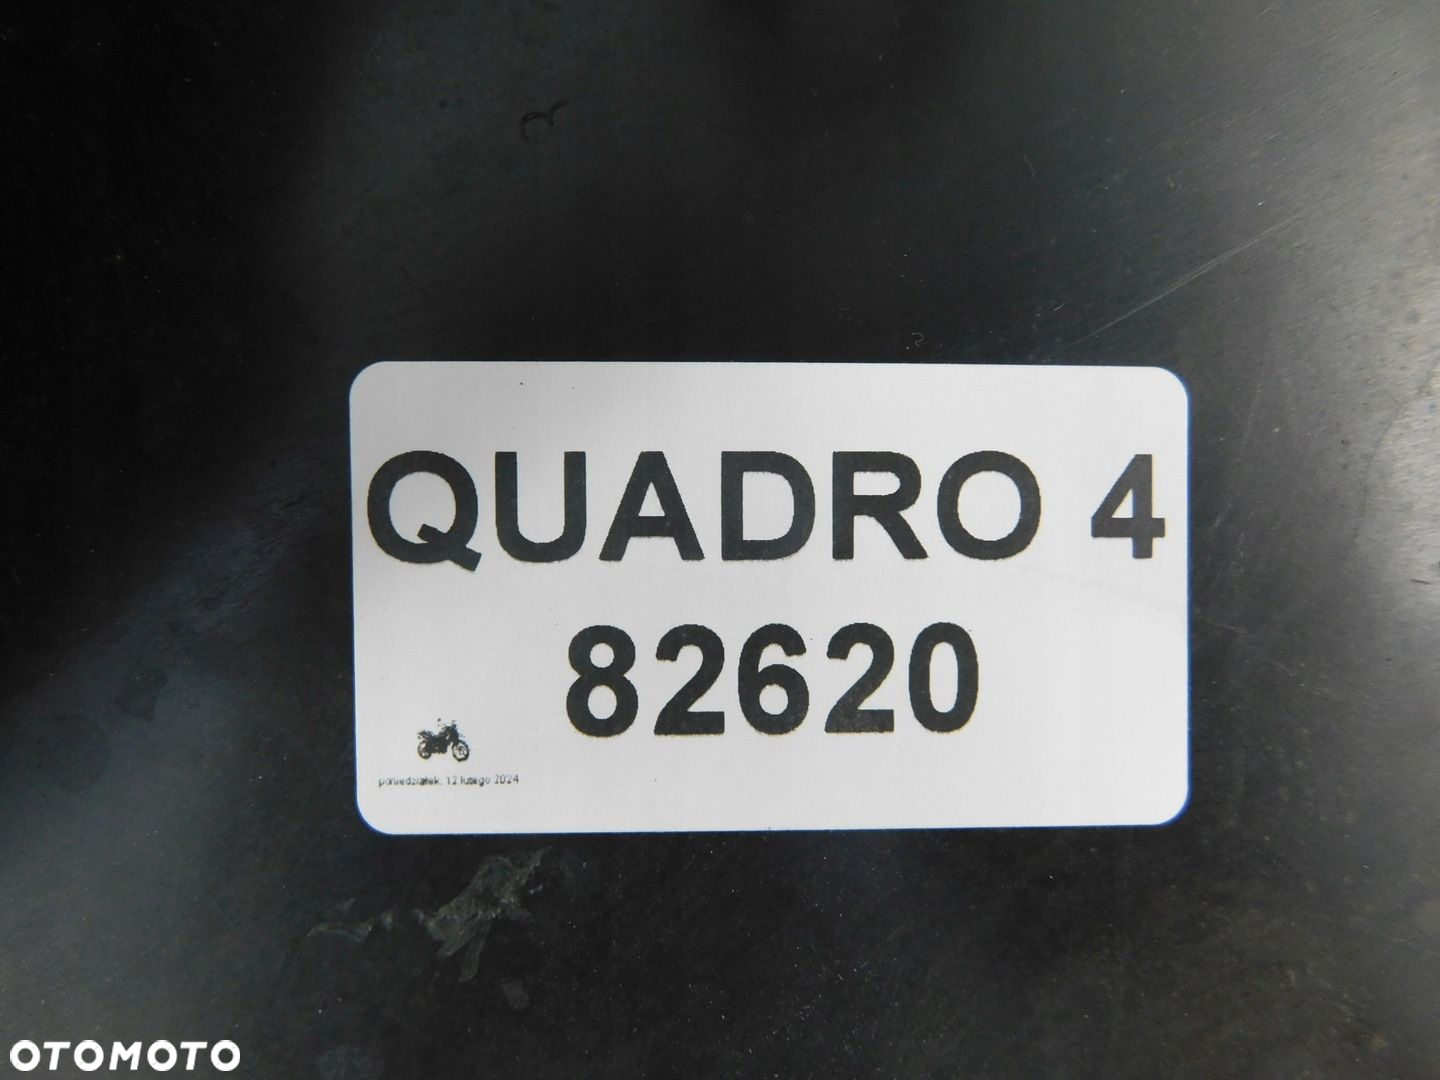 QUADRO 4
82620
poniedziałek, 12 lutego 2024
OTOMOTO